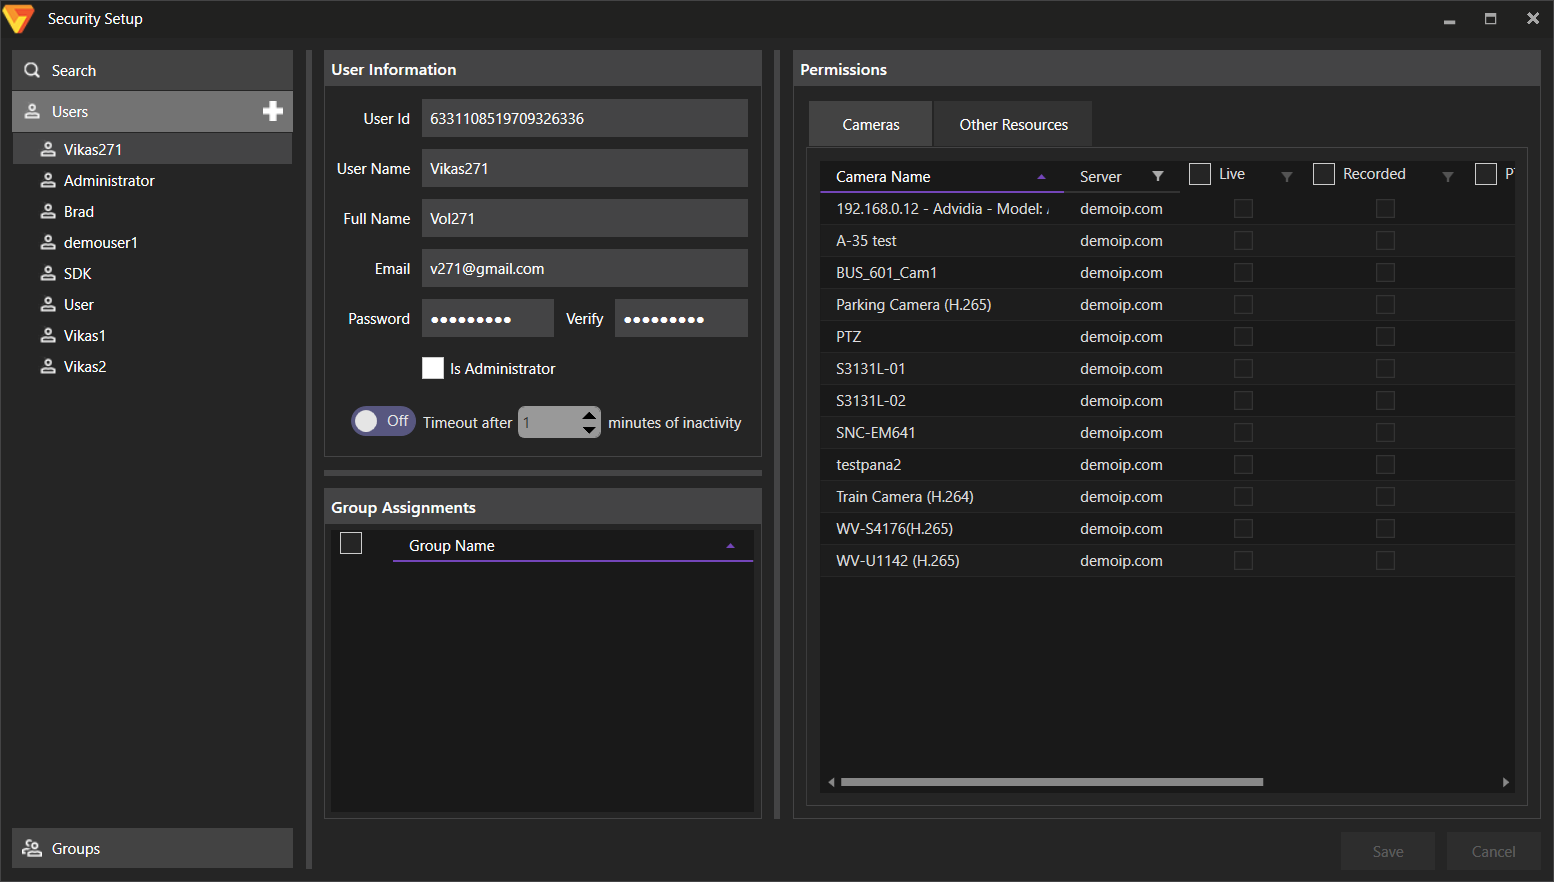 Security Setup
Search
Users
Vikas271
Administrator
Brad
demouser1
SDK
User
Vikas1
Vikas2
Groups
User Information
User Id 6331108519709326336
User Name Vikas271
Full Name Vol271
Email v271@gmail.com
Password ●●●●●●●●● Verify ●●●●●●●●●
Is Administrator
Off Timeout after 1 minutes of inactivity
Group Assignments
Group Name
Permissions
Cameras Other Resources
Camera Name Server Live Recorded
192.168.0.12 - Advidia - Model: demoip.com
A-35 test demoip.com
BUS_601_Cam1 demoip.com
Parking Camera (H.265) demoip.com
PTZ demoip.com
S3131L-01 demoip.com
S3131L-02 demoip.com
SNC-EM641 demoip.com
testpana2 demoip.com
Train Camera (H.264) demoip.com
WV-S4176(H.265) demoip.com
WV-U1142 (H.265) demoip.com
Save Cancel